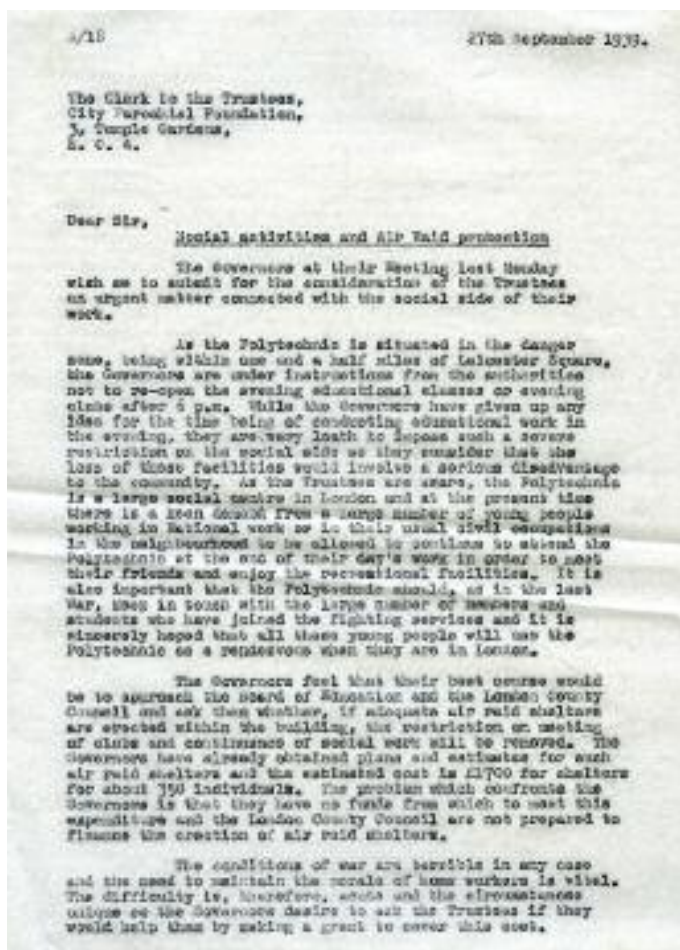 A/18 27th September 1939.
The Clerk to the Trustees,
City Parochial Foundation,
3, Temple Gardens,
E. C. 4.
Dear Sir,
Social activities and Air Raid protection
The Governors at their Meeting last Monday
wish me to submit for the consideration of the Trustees
an urgent matter connected with the social side of their
work.
As the Polytechnic is situated in the danger
zone, being within one and a half miles of Leicester Square,
the Governors are under instructions from the authorities
not to re-open the evening educational classes or evening
clubs after 6 p.m. While the Governors have given up any
idea for the time being of conducting educational work in
the evening, they are very loath to impose such a severe
restriction on the social side as they consider that the
loss of these facilities would involve a serious disadvantage
to the community. As the Trustees are aware, the Polytechnic
is a large social centre in London and at the present time
there is a keen demand from a large number of young people
working in National work or in their usual civil occupations
in the neighbourhood to be allowed to continue to attend the
Polytechnic at the end of their day's work in order to meet
their friends and enjoy the recreational facilities. It is
also important that the Polytechnic should, as in the last
War, keep in touch with the large number of members and
students who have joined the fighting services and it is
sincerely hoped that all these young people will use the
Polytechnic as a rendezvous when they are in London.
The Governors feel that their best course would
be to approach the Board of Education and the London County
Council and ask them whether, if adequate air raid shelters
are erected within the building, the restriction on meeting
of clubs and continuance of social work will be removed. The
Governors have already obtained plans and estimates for such
air raid shelters and the estimated cost is £1700 for shelters
for about 350 individuals. The problem which confronts the
Governors is that they have no funds from which to meet this
expenditure and the London County Council are not prepared to
finance the erection of air raid shelters.
The conditions of war are terrible in any case
and the need to maintain the morale of home workers is vital.
The difficulty is, therefore, acute and the circumstances
unique so the Governors desire to ask the Trustees if they
would help them by making a grant to cover this cost.